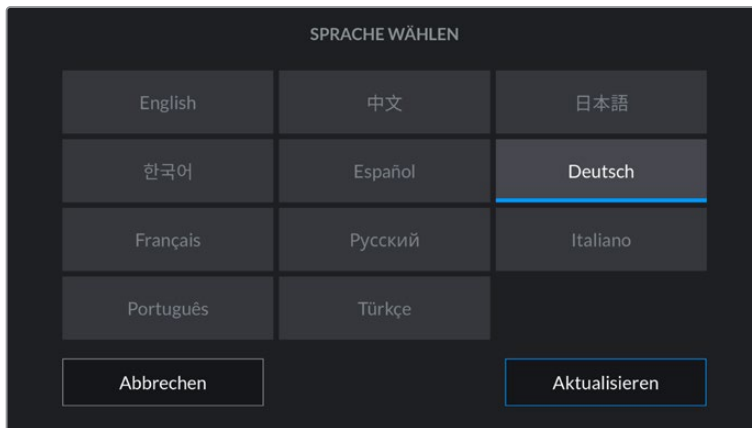 SPRACHE WÄHLEN
English 中文 日本語
한국어 Español Deutsch
Français Русский Italiano
Português Türkçe
Abbrechen Aktualisieren